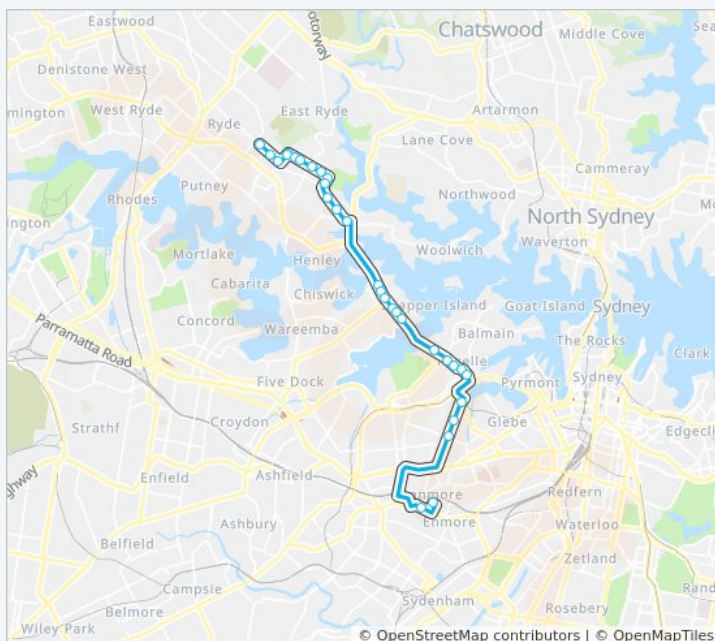 Eastwood
Chatswood
Middle Cove
Denistone West
East Ryde
Artarmon
West Ryde
Ryde
Lane Cove
Cammeray
Putney
Northwood
Rhodes
North Sydney
Woolwich
Waverton
Mortlake
Henley
Cabarita
Chiswick
Goat Island
Sydney
Concord
Wareemba
Balmain
The Rocks
Clark
Parramatta Road
Five Dock
Pyrmont
Sydney
Strathf
Croydon
Glebe
Edgecli
Enfield
Ashfield
Redfern
Ashbury
Enmore
Waterloo
Belfield
Zetland
Campsie
Sydenham
Belmore
Rosebery
Wiley Park
© OpenStreetMap contributors | © OpenMapTiles